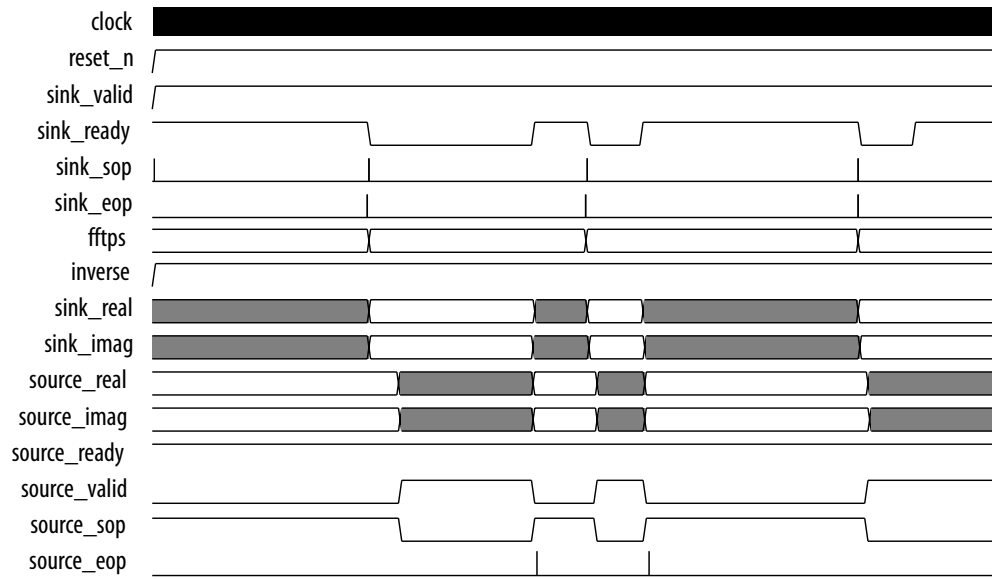 clock
reset_n
sink_valid
sink_ready
sink_sop
sink_eop
fftps
inverse
sink_real
sink_imag
source_real
source_imag
source_ready
source_valid
source_sop
source_eop